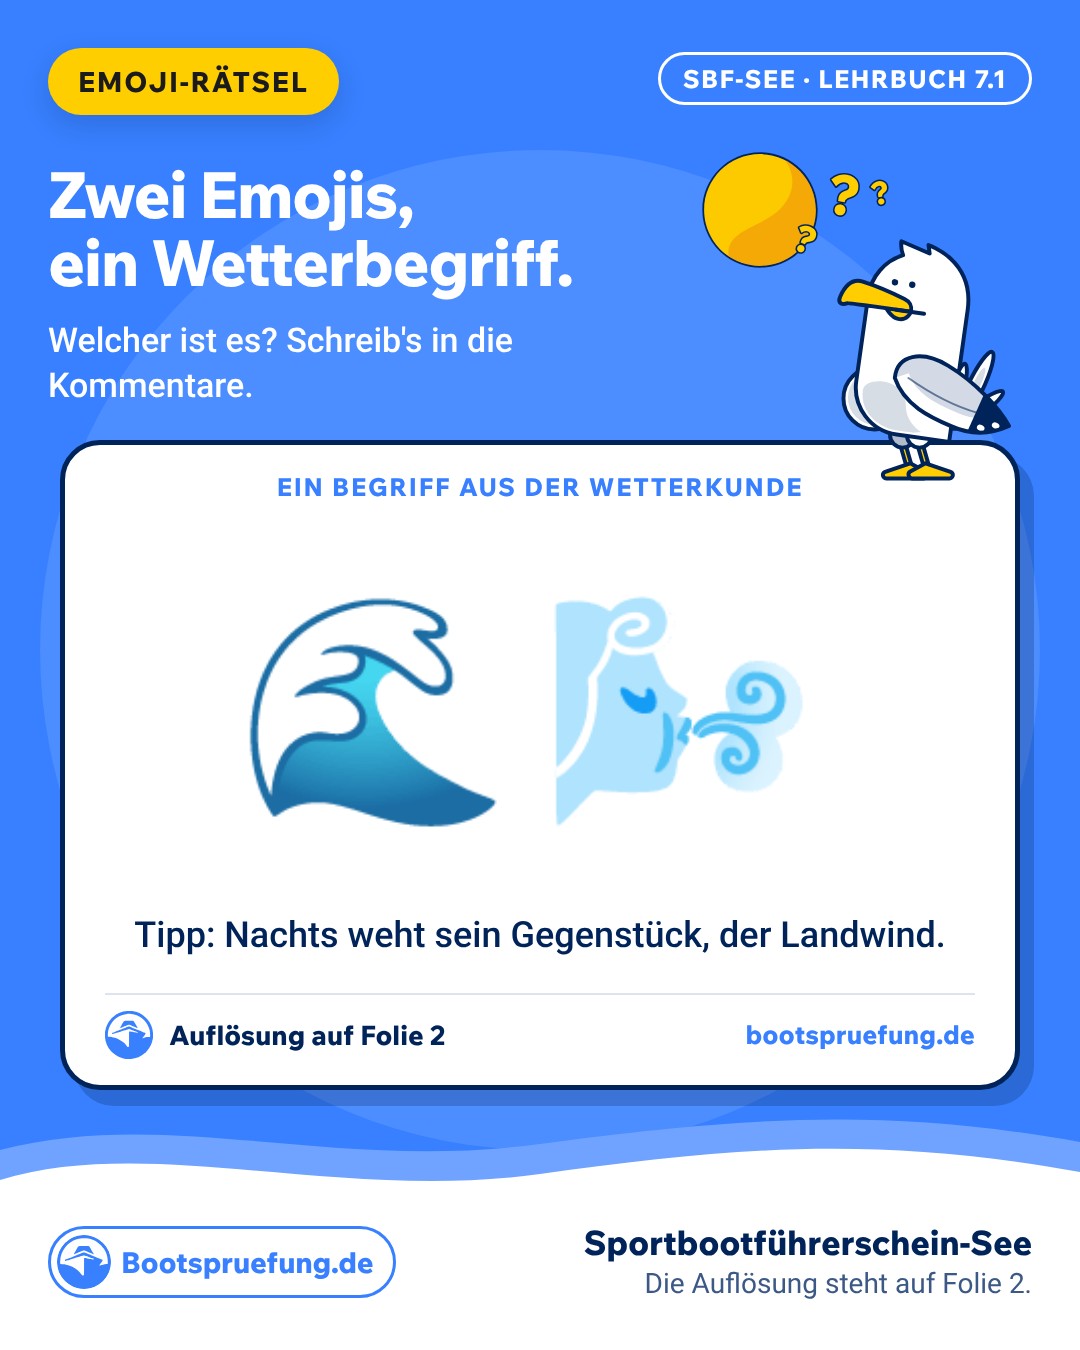 EMOJI-RÄTSEL
SBF-SEE · LEHRBUCH 7.1
Zwei Emojis,
ein Wetterbegriff.
Welcher ist es? Schreib's in die
Kommentare.
? ? ?
EIN BEGRIFF AUS DER WETTERKUNDE
Tipp: Nachts weht sein Gegenstück, der Landwind.
Auflösung auf Folie 2
bootspruefung.de
Bootspruefung.de
Sportbootführerschein-See
Die Auflösung steht auf Folie 2.